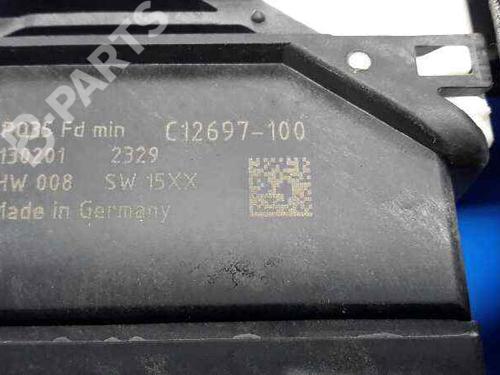 B-PARTS
P035 Fd min C12697-100
130201 2329
HW 008 SW 15XX
Made in Germany